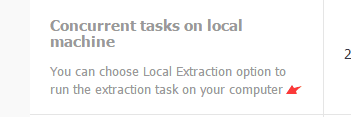 Concurrent tasks on local
machine
You can choose Local Extraction option to
run the extraction task on your computer
2